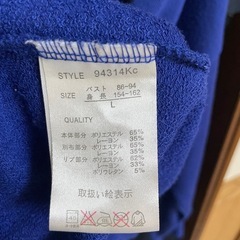 STYLE 94314Kc
バスト 86-94
SIZE 身長 154-162
L
QUALITY
本体部分 ポリエステル 65%
レーヨン 35%
別布部分 ポリエステル 65%
レーヨン 35%
リブ部分 ポリエステル 62%
レーヨン 33%
ポリウレタン 5%
取扱い絵表示